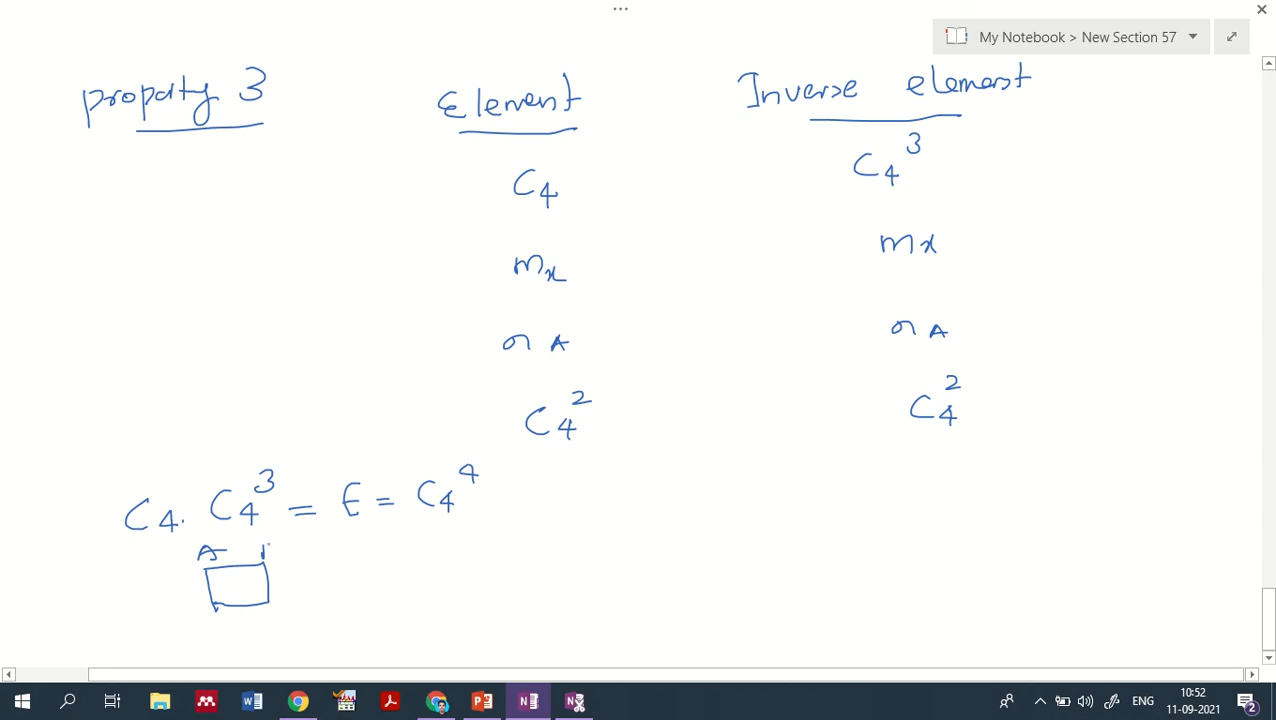 My Notebook > New Section 57
property 3 Element Inverse element
C4 C4^3
mx mx
σ A σ A
C4^2 C4^2
C4. C4^3 = E = C4^4
A
ENG
10:52
11-09-2021
2